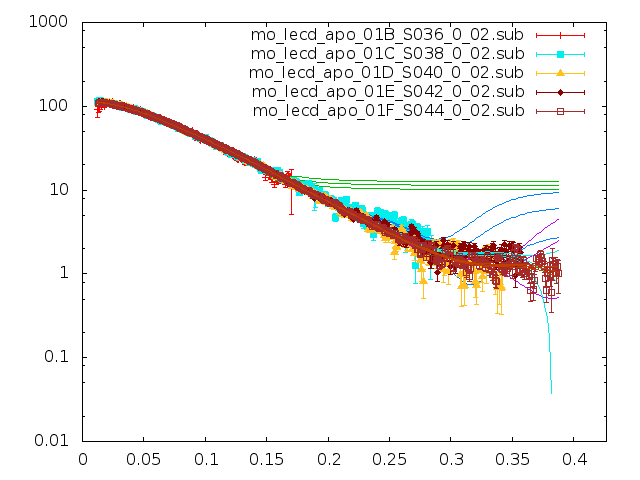 1000
mo_lecd_apo_01B_S036_0_02.sub
mo_lecd_apo_01C_S038_0_02.sub
mo_lecd_apo_01D_S040_0_02.sub
mo_lecd_apo_01E_S042_0_02.sub
mo_lecd_apo_01F_S044_0_02.sub
100
10
1
0.1
0.01
0 0.05 0.1 0.15 0.2 0.25 0.3 0.35 0.4